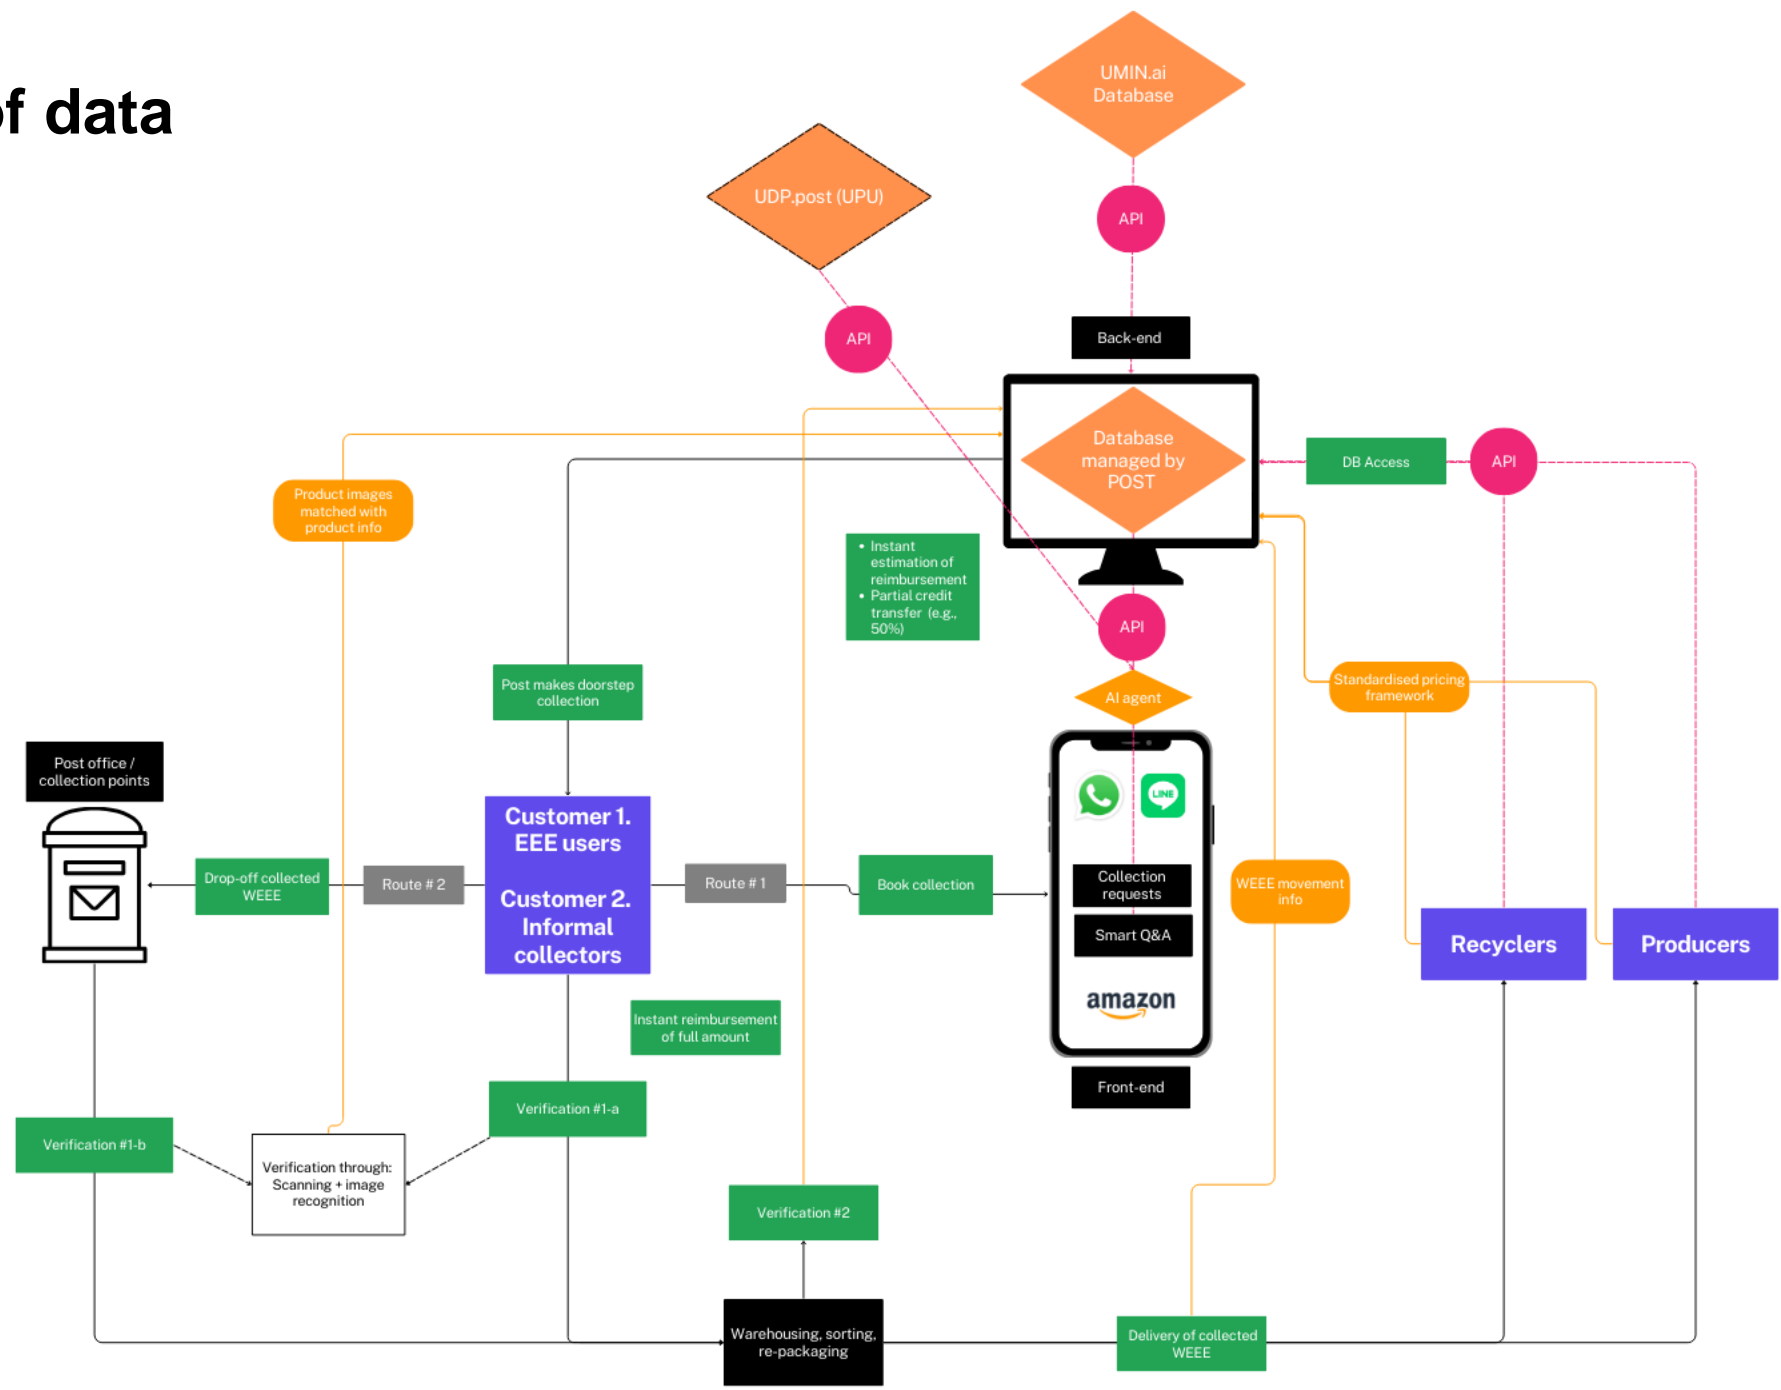 of data
UMIN.ai
Database
UDP.post (UPU)
API
API
Back-end
Database
managed by
POST
DB Access
API
Product images
matched with
product info
• Instant
estimation of
reimbursement
• Partial credit
transfer (e.g.,
50%)
API
Post makes doorstep
collection
AI agent
Standardised pricing
framework
Post office /
collection points
LINE
Customer 1.
EEE users
Customer 2.
Informal
collectors
Drop-off collected
WEEE
Route # 2
Route # 1
Book collection
Collection
requests
Smart Q&A
amazon
WEEE movement
info
Recyclers
Producers
Instant reimbursement
of full amount
Front-end
Verification #1-a
Verification #1-b
Verification through:
Scanning + image
recognition
Verification #2
Warehousing, sorting,
re-packaging
Delivery of collected
WEEE